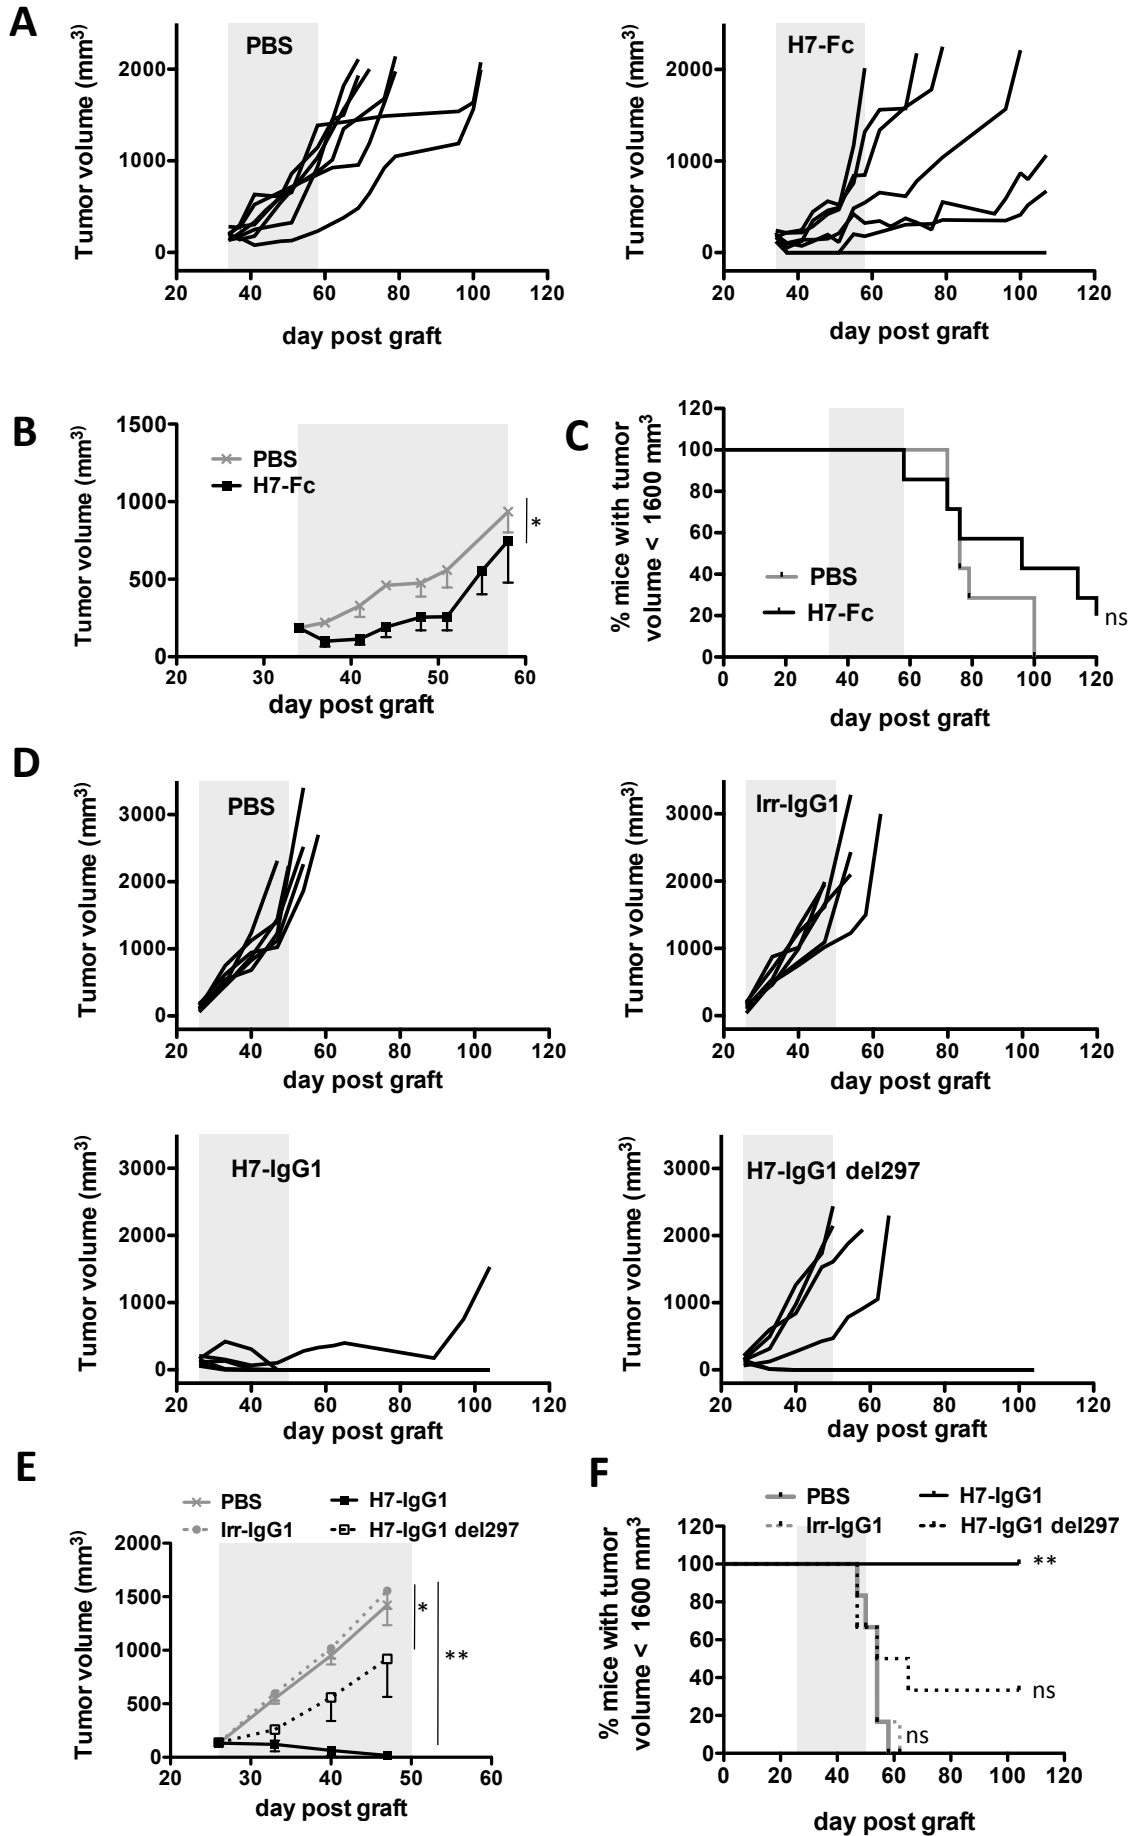 A
PBS
Tumor volume (mm3)
2000
1000
0
20 40 60 80 100 120
day post graft
H7-Fc
Tumor volume (mm3)
2000
1000
0
20 40 60 80 100 120
day post graft
B
PBS
H7-Fc
Tumor volume (mm3)
1500
1000
500
0
20 30 40 50 60
day post graft
*
C
% mice with tumor
volume < 1600 mm3
120
100
80
60
40
20
0
0 20 40 60 80 100 120
day post graft
PBS
H7-Fc
ns
D
PBS
Tumor volume (mm3)
3000
2000
1000
0
20 40 60 80 100 120
day post graft
Irr-IgG1
Tumor volume (mm3)
3000
2000
1000
0
20 40 60 80 100 120
day post graft
H7-IgG1
Tumor volume (mm3)
3000
2000
1000
0
20 40 60 80 100 120
day post graft
H7-IgG1 del297
Tumor volume (mm3)
3000
2000
1000
0
20 40 60 80 100 120
day post graft
E
PBS H7-IgG1
Irr-IgG1 H7-IgG1 del297
Tumor volume (mm3)
2000
1500
1000
500
0
20 30 40 50 60
day post graft
*
**
F
PBS H7-IgG1
Irr-IgG1 H7-IgG1 del297
% mice with tumor
volume < 1600 mm3
120
100
80
60
40
20
0
0 20 40 60 80 100 120
day post graft
**
ns
ns